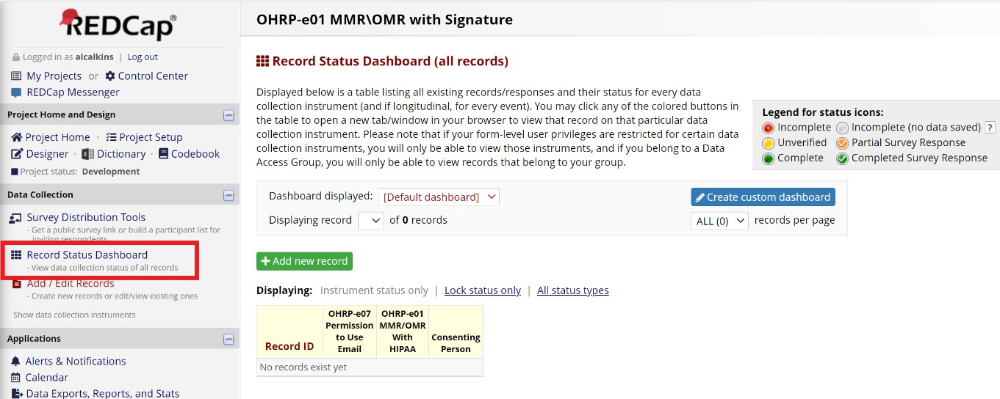 REDCap®
Logged in as alcalkins | Log out
My Projects or Control Center
REDCap Messenger
Project Home and Design
Project Home · Project Setup
Designer · Dictionary · Codebook
Project status: Development
Data Collection
Survey Distribution Tools
- Get a public survey link or build a participant list for
inviting respondents
Record Status Dashboard
- View data collection status of all records
Add / Edit Records
- Create new records or edit/view existing ones
Show data collection instruments
Applications
Alerts & Notifications
Calendar
Data Exports, Reports, and Stats
OHRP-e01 MMR\OMR with Signature
Record Status Dashboard (all records)
Displayed below is a table listing all existing records/responses and their status for every data
collection instrument (and if longitudinal, for every event). You may click any of the colored buttons in
the table to open a new tab/window in your browser to view that record on that particular data
collection instrument. Please note that if your form-level user privileges are restricted for certain data
collection instruments, you will only be able to view those instruments, and if you belong to a Data
Access Group, you will only be able to view records that belong to your group.
Legend for status icons:
Incomplete Incomplete (no data saved) ?
Unverified Partial Survey Response
Complete Completed Survey Response
Dashboard displayed: [Default dashboard]
Create custom dashboard
Displaying record of 0 records
ALL (0) records per page
Add new record
Displaying: Instrument status only | Lock status only | All status types
Record ID
OHRP-e07
Permission
to Use
Email
OHRP-e01
MMR/OMR
With
HIPAA
Consenting
Person
No records exist yet